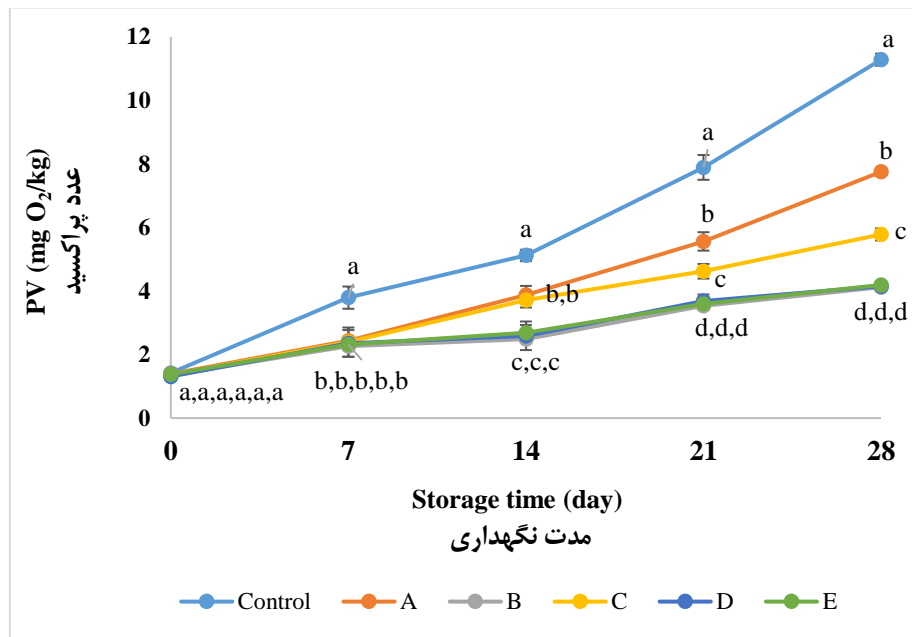 12
10
8
6
4
2
0
PV (mg O₂/kg)
عدد پراکسید
a
a
b
a
b
c
a
b,b
c
a
d,d,d
d,d,d
c,c,c
b,b,b,b,b
a,a,a,a,a,a
0 7 14 21 28
Storage time (day)
مدت نگهداری
Control A B C D E